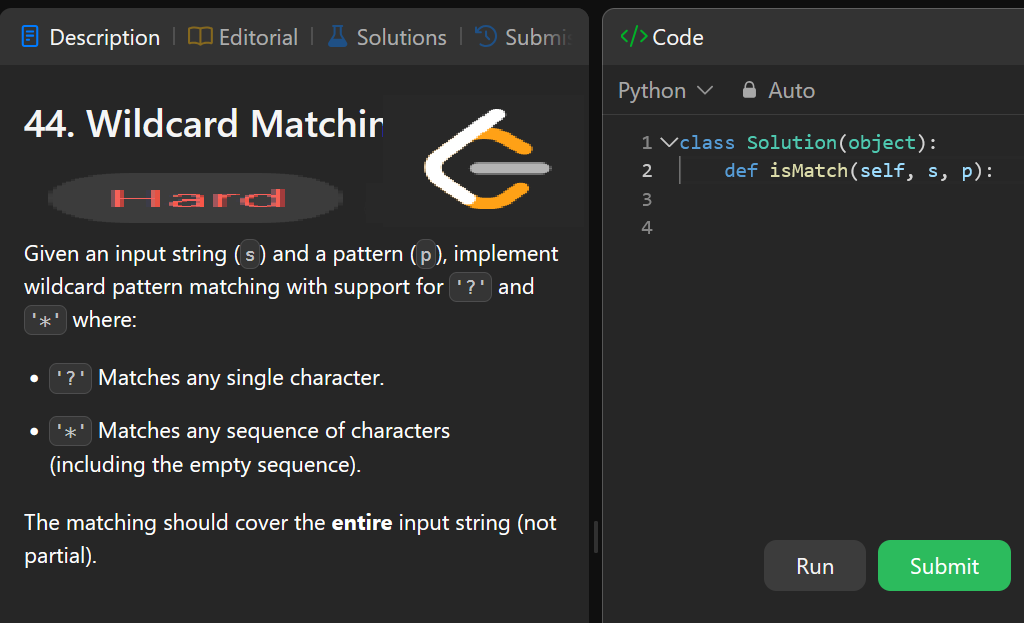 Description
Editorial
Solutions
44. Wildcard Matchin
Hard
Given an input string (s) and a pattern (p), implement
wildcard pattern matching with support for '?' and
'*' where:
'?' Matches any single character.
'*' Matches any sequence of characters
(including the empty sequence).
The matching should cover the entire input string (not
partial).
</> Code
Python
Auto
1 class Solution(object):
2 def isMatch(self, s, p):
3
4
Run
Submit